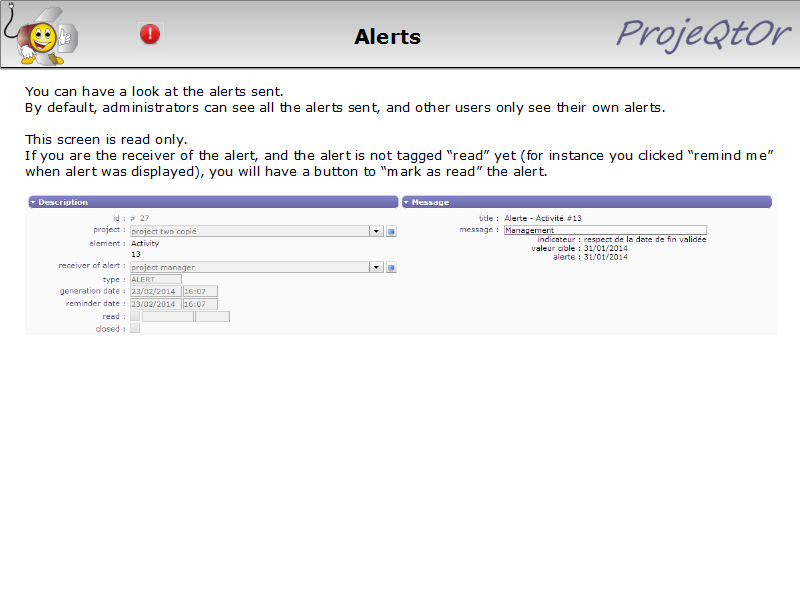 Alerts
ProjeQtOr
You can have a look at the alerts sent.
By default, administrators can see all the alerts sent, and other users only see their own alerts.
This screen is read only.
If you are the receiver of the alert, and the alert is not tagged “read” yet (for instance you clicked “remind me”
when alert was displayed), you will have a button to “mark as read” the alert.
Description
id : # 27
project : project two copié
element : Activity
13
receiver of alert : project manager
type : ALERT
generation date : 23/02/2014 16:07
reminder date : 23/02/2014 16:07
read :
closed :
Message
title : Alerte - Activité #13
message : Management
indicateur : respect de la date de fin validée
valeur cible : 31/01/2014
alerte : 31/01/2014